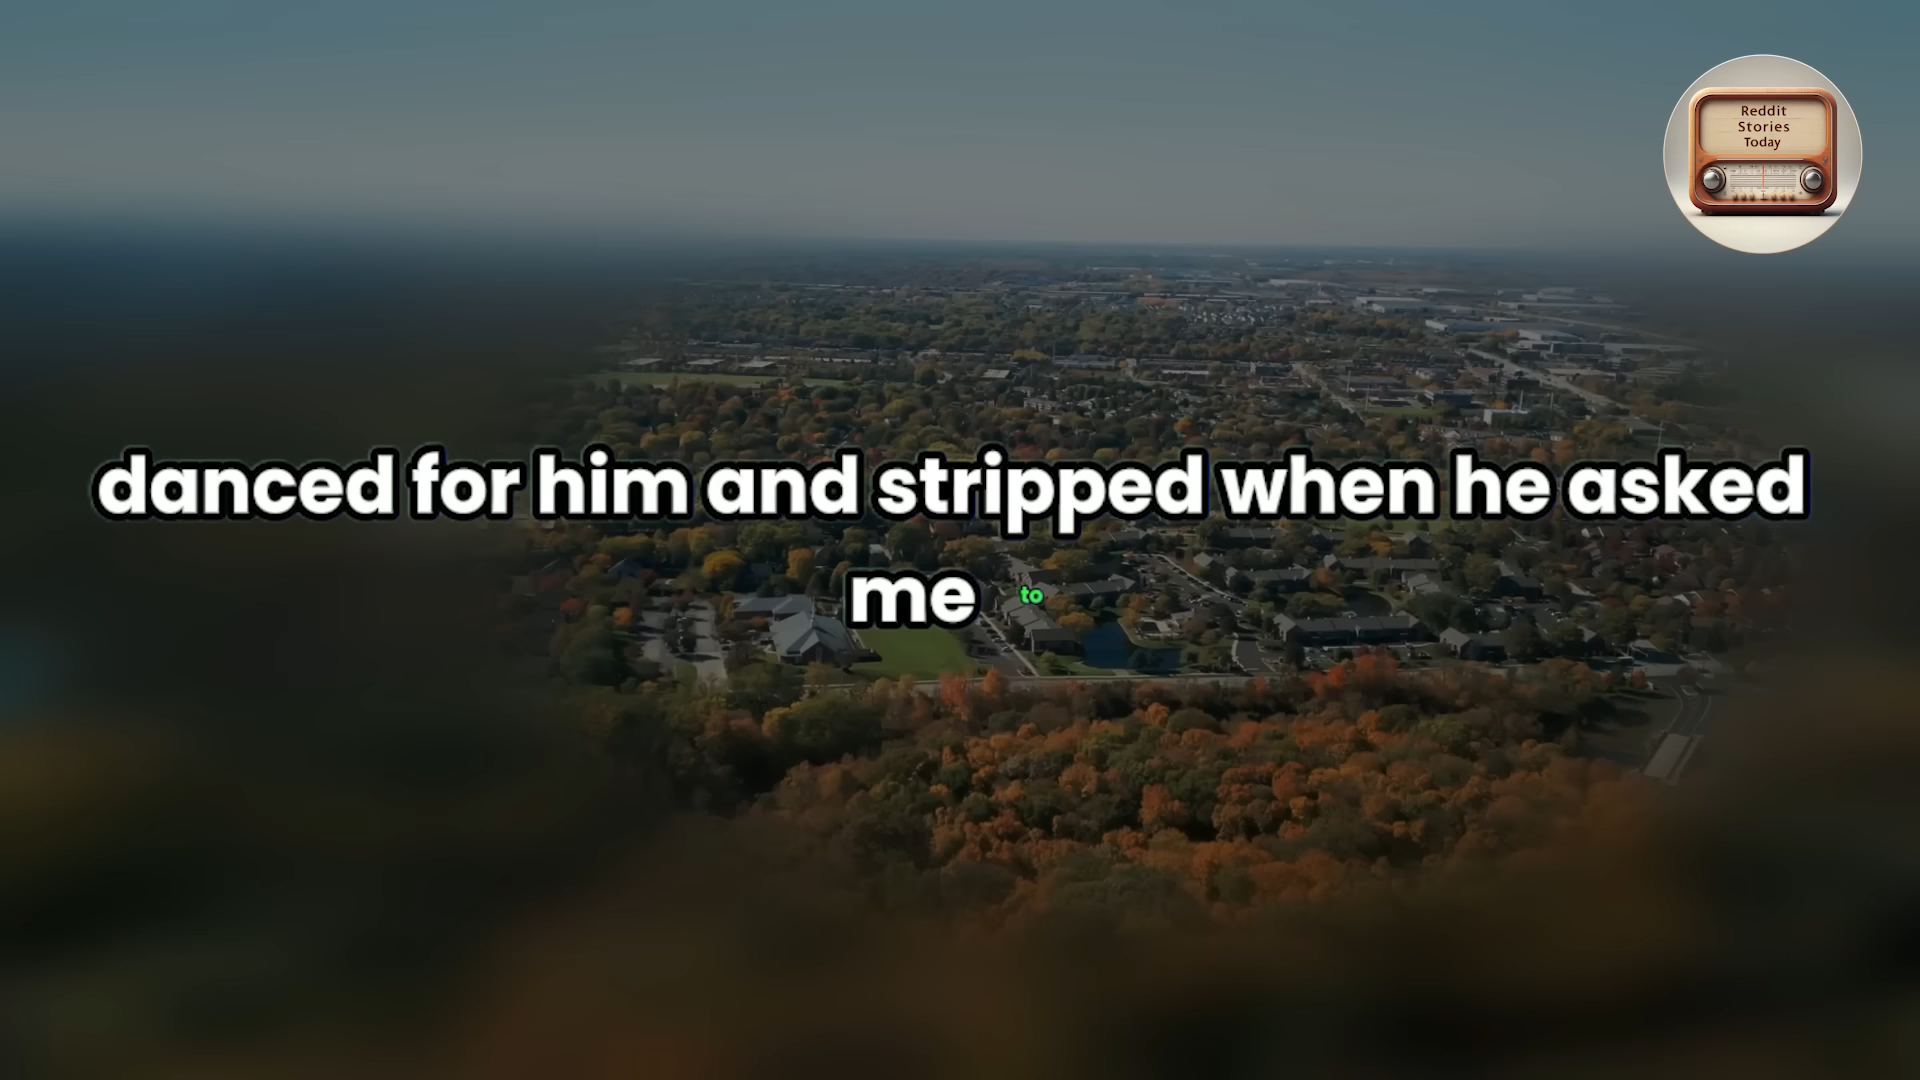 Reddit
Stories
Today
danced for him and stripped when he asked
me to